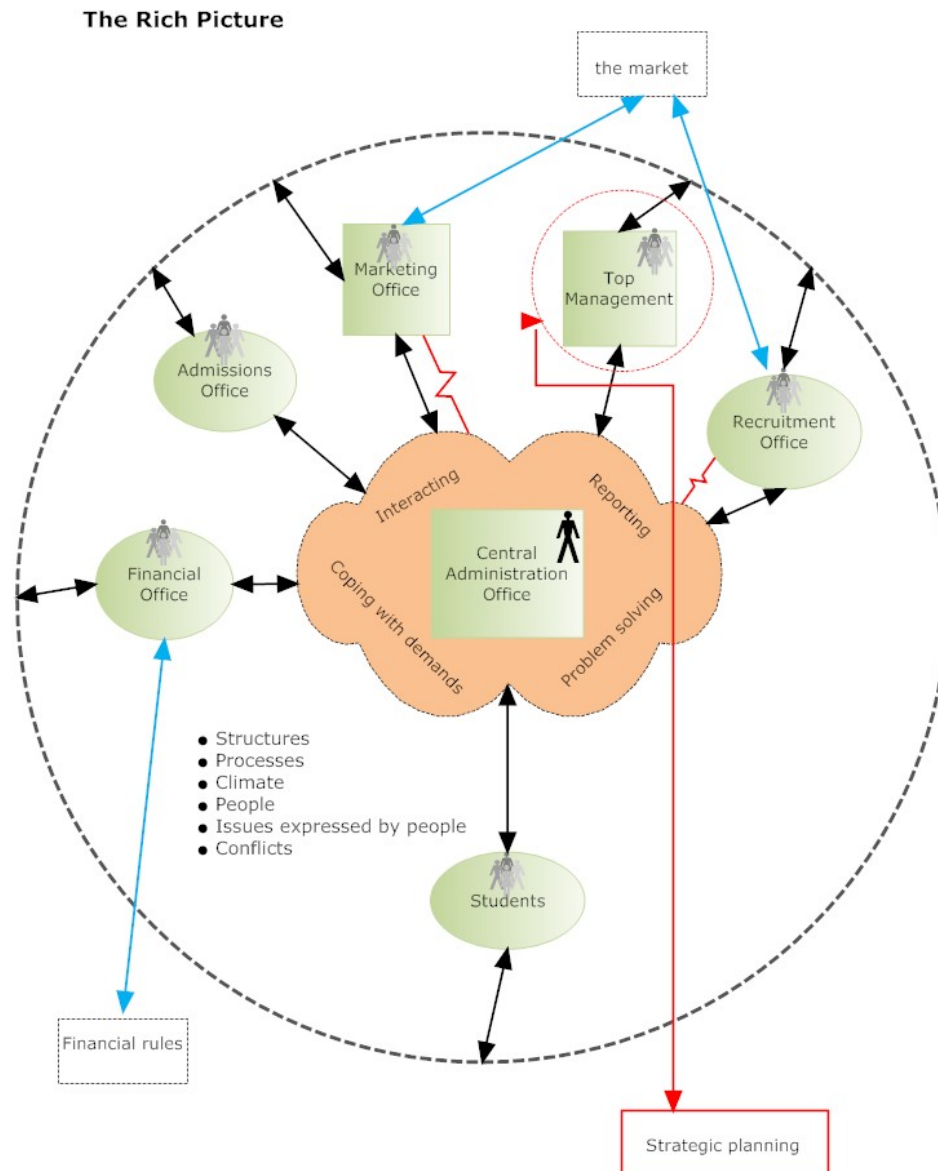 The Rich Picture
the market
Marketing
Office
Top
Management
Admissions
Office
Recruitment
Office
Interacting
Reporting
Central
Administration
Office
Financial
Office
Coping with demands
Problem solving
Structures
Processes
Climate
People
Issues expressed by people
Conflicts
Students
Financial rules
Strategic planning